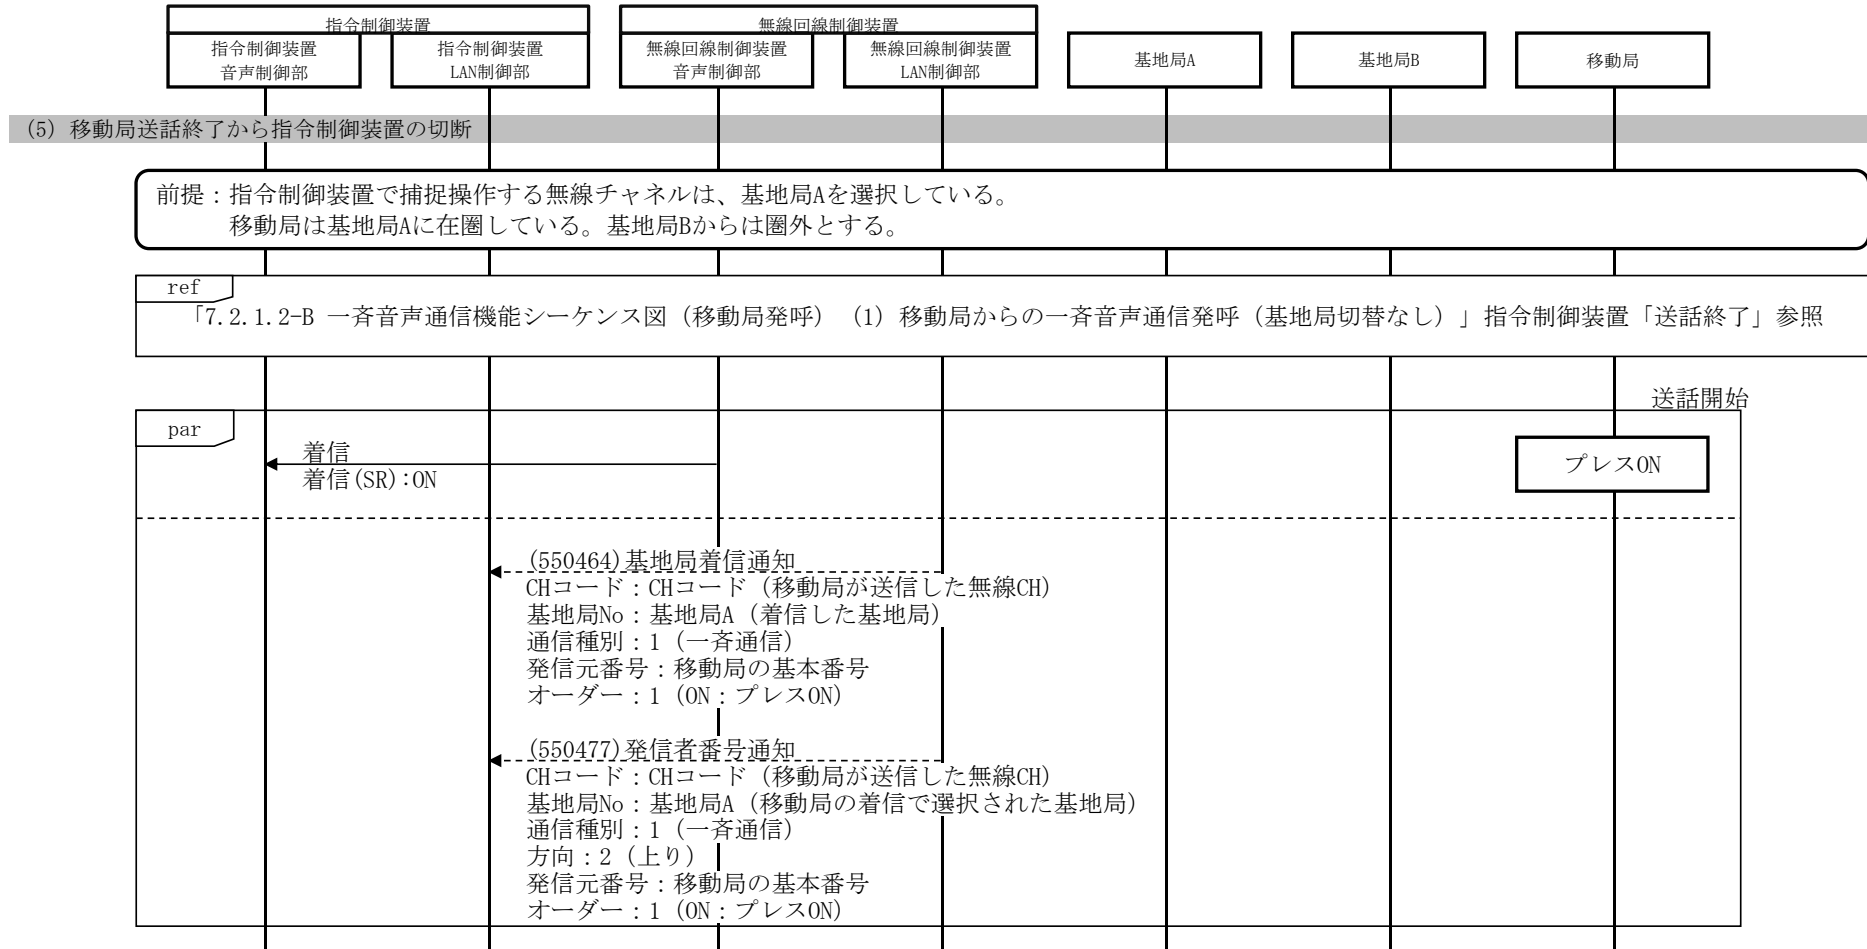 指令制御装置
無線回線制御装置
指令制御装置
音声制御部
指令制御装置
LAN制御部
無線回線制御装置
音声制御部
無線回線制御装置
LAN制御部
基地局A
基地局B
移動局
(5) 移動局送話終了から指令制御装置の切断
前提：指令制御装置で捕捉操作する無線チャネルは、基地局Aを選択している。
移動局は基地局Aに在圏している。基地局Bからは圏外とする。
ref
「7.2.1.2-B 一斉音声通信機能シーケンス図（移動局発呼）（1）移動局からの一斉音声通信発呼（基地局切替なし）」指令制御装置「送話終了」参照
送話開始
par
着信
着信(SR):ON
プレスON
(550464)基地局着信通知
CHコード：CHコード（移動局が送信した無線CH）
基地局No：基地局A（着信した基地局）
通信種別：1（一斉通信）
発信元番号：移動局の基本番号
オーダー：1（ON：プレスON）
(550477)発信者番号通知
CHコード：CHコード（移動局が送信した無線CH）
基地局No：基地局A（移動局の着信で選択された基地局）
通信種別：1（一斉通信）
方向：2（上り）
発信元番号：移動局の基本番号
オーダー：1（ON：プレスON）